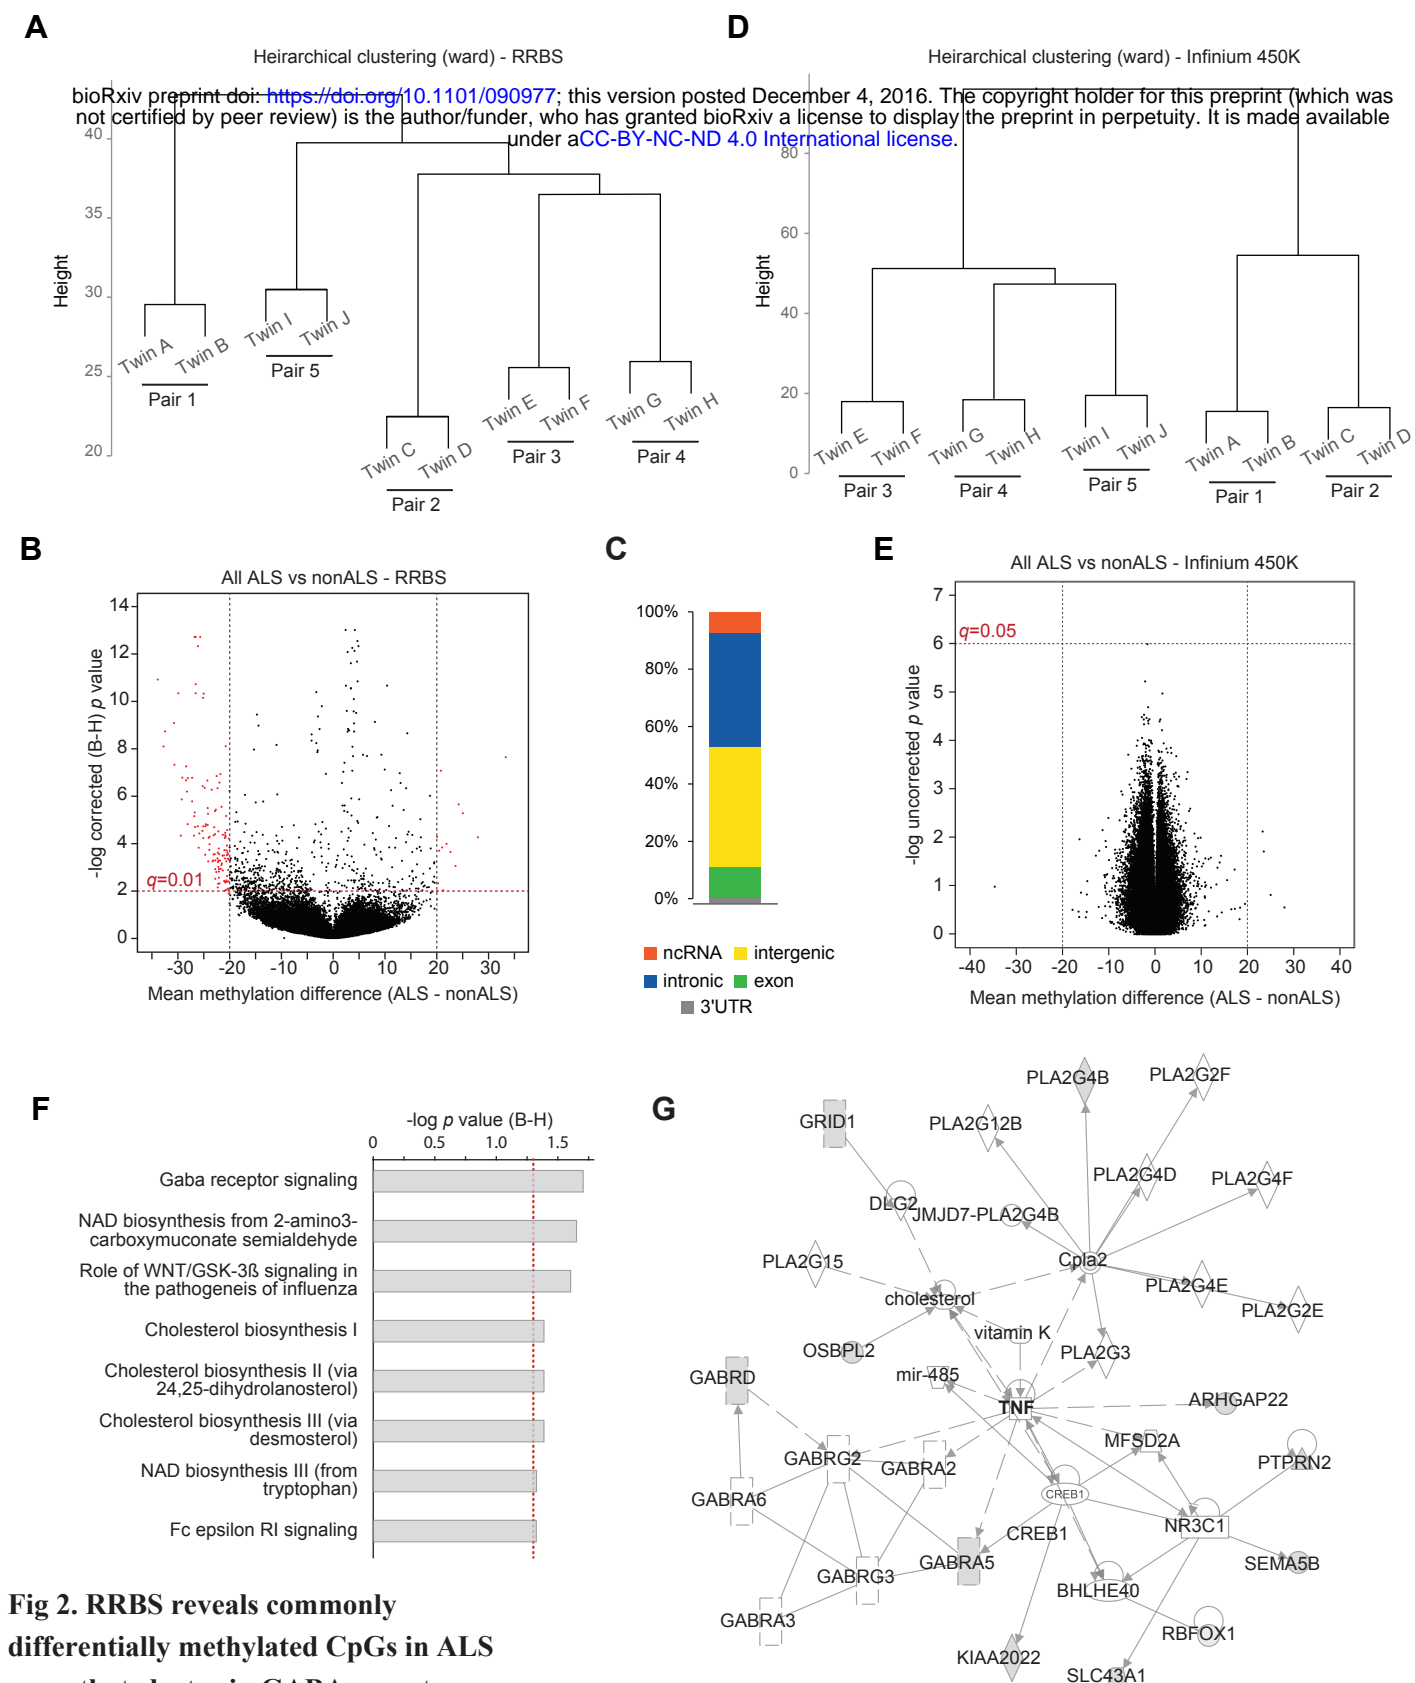 A
D
Heirarchical clustering (ward) - RRBS
Heirarchical clustering (ward) - Infinium 450K
bioRxiv preprint doi: https://doi.org/10.1101/090977; this version posted December 4, 2016. The copyright holder for this preprint (which was
not certified by peer review) is the author/funder, who has granted bioRxiv a license to display the preprint in perpetuity. It is made available
under aCC-BY-NC-ND 4.0 International license.
Height
40
35
30
25
20
Twin A
Twin B
Pair 1
Twin I
Twin J
Pair 5
Twin C
Twin D
Pair 2
Twin E
Twin F
Pair 3
Twin G
Twin H
Pair 4
Height
80
60
40
20
0
Twin E
Twin F
Pair 3
Twin G
Twin H
Pair 4
Twin I
Twin J
Pair 5
Twin A
Twin B
Pair 1
Twin C
Twin D
Pair 2
B
All ALS vs nonALS - RRBS
-log corrected (B-H) p value
14
12
10
8
6
4
2
0
q=0.01
-30 -20 -10 0 10 20 30
Mean methylation difference (ALS - nonALS)
C
100%
80%
60%
40%
20%
0%
ncRNA
intergenic
intronic
exon
3'UTR
E
All ALS vs nonALS - Infinium 450K
-log uncorrected p value
7
6
5
4
3
2
1
0
q=0.05
-40 -30 -20 -10 0 10 20 30 40
Mean methylation difference (ALS - nonALS)
F
-log p value (B-H)
0 0.5 1.0 1.5
Gaba receptor signaling
NAD biosynthesis from 2-amino3-
carboxymuconate semialdehyde
Role of WNT/GSK-3ß signaling in
the pathogeneis of influenza
Cholesterol biosynthesis I
Cholesterol biosynthesis II (via
24,25-dihydrolanosterol)
Cholesterol biosynthesis III (via
desmosterol)
NAD biosynthesis III (from
tryptophan)
Fc epsilon RI signaling
G
PLA2G4B
PLA2G2F
GRID1
PLA2G12B
PLA2G4D
PLA2G4F
DLG2
JMJD7-PLA2G4B
PLA2G15
Cpla2
PLA2G4E
PLA2G2E
cholesterol
vitamin K
OSBPL2
PLA2G3
mir-485
GABRD
TNF
ARHGAP22
MFSD2A
PTPRN2
GABRG2
GABRA2
CREB1
GABRA6
NR3C1
CREB1
GABRA5
SEMA5B
GABRG3
BHLHE40
GABRA3
RBFOX1
KIAA2022
SLC43A1
Fig 2. RRBS reveals commonly
differentially methylated CpGs in ALS